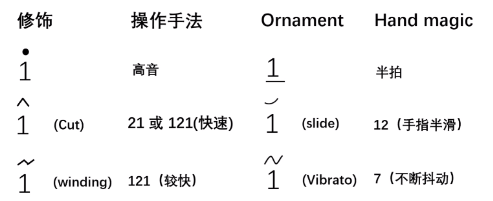 修饰 操作手法 Ornament Hand magic
1 高音 1 半拍
1 (Cut) 21 或 121(快速) 1 (slide) 12（手指半滑）
1 (winding) 121（较快） 1 (Vibrato) 7（不断抖动）